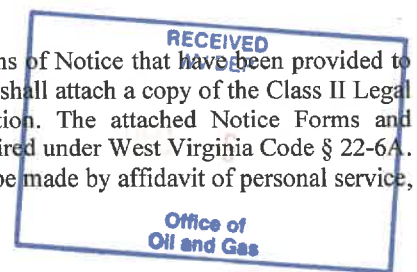 RECEIVED
ns of Notice that have been provided to
shall attach a copy of the Class II Legal
tion. The attached Notice Forms and
ired under West Virginia Code § 22-6A.
be made by affidavit of personal service,
Office of
Oil and Gas